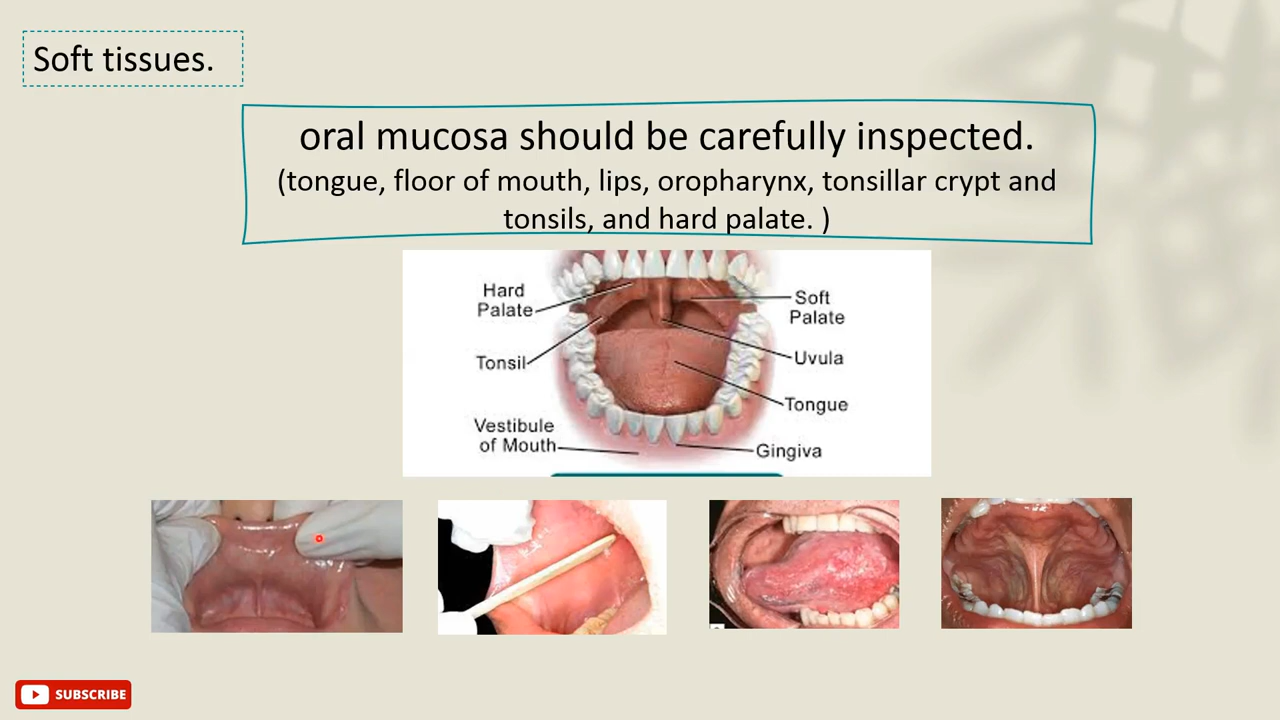 Soft tissues.
oral mucosa should be carefully inspected.
(tongue, floor of mouth, lips, oropharynx, tonsillar crypt and
tonsils, and hard palate. )
Hard
Palate
Soft
Palate
Tonsil
Uvula
Tongue
Vestibule
of Mouth
Gingiva
SUBSCRIBE